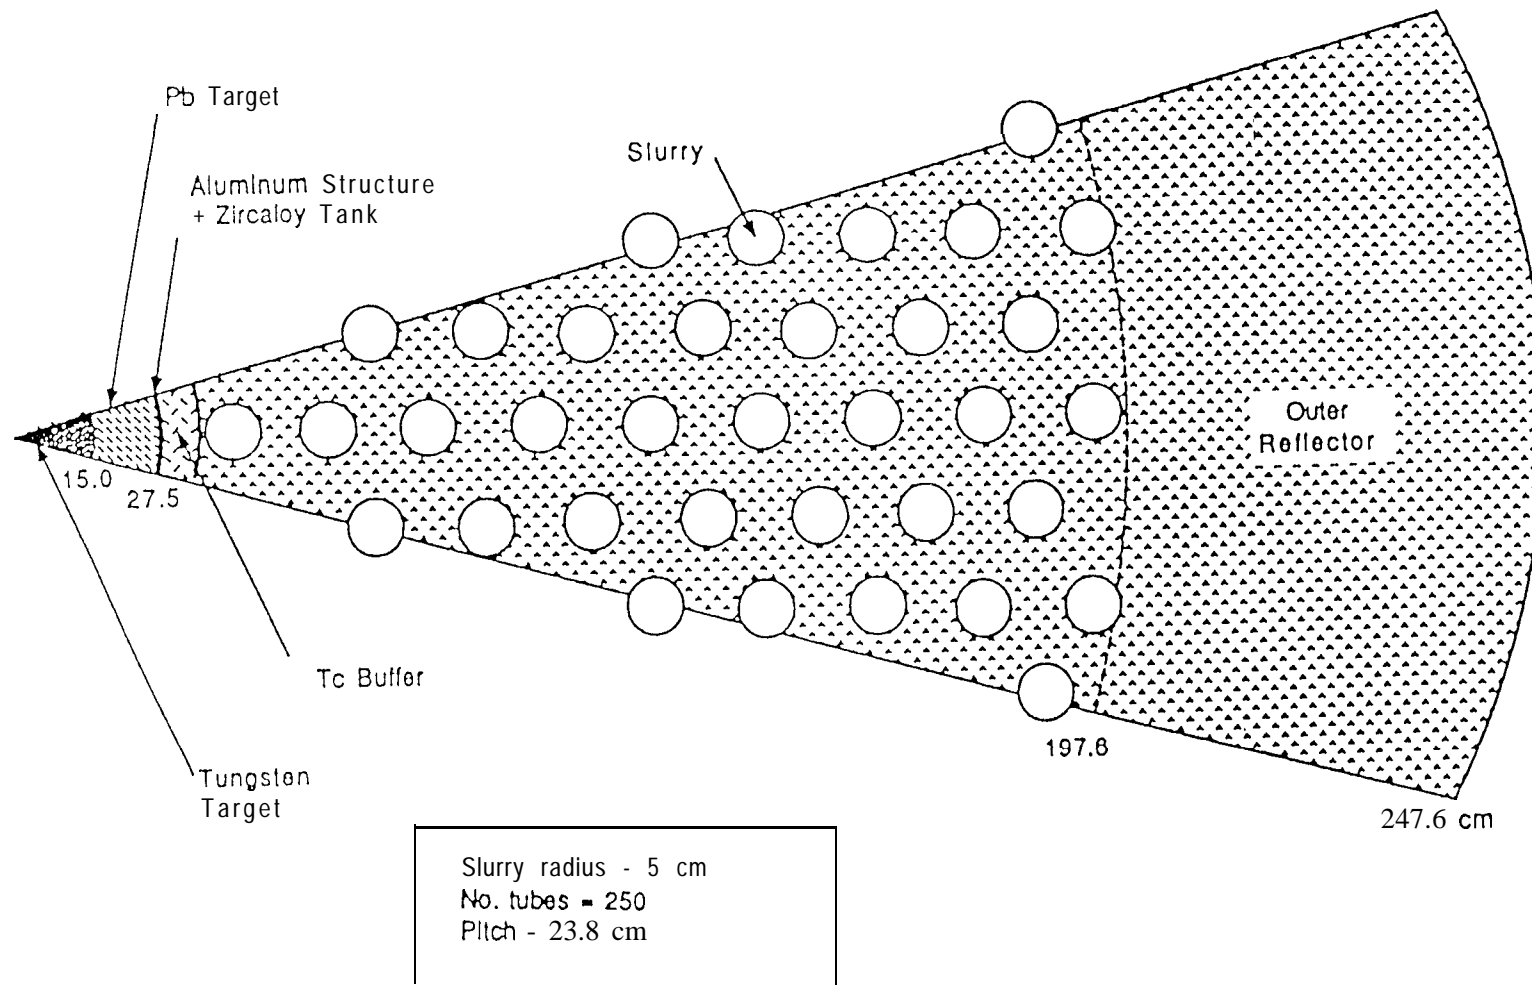 Pb Target
Slurry
Aluminum Structure
+ Zircaloy Tank
Outer
Reflector
15.0
27.5
Tc Buffer
197.6
Tungsten
Target
247.6 cm
Slurry radius - 5 cm
No. tubes = 250
Pitch - 23.8 cm